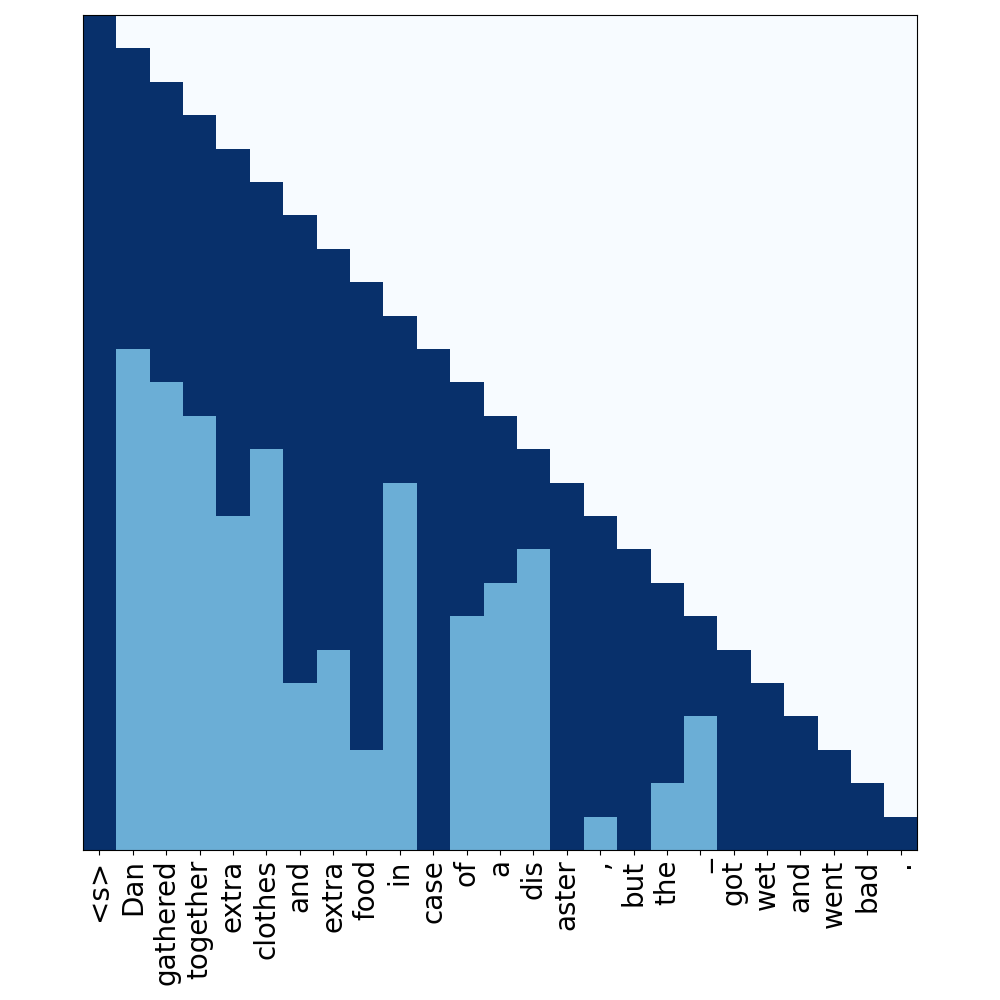 <s> Dan gathered together extra clothes and extra food in case of a dis aster , but the _ got wet and went bad .